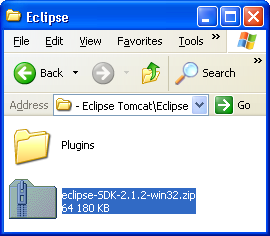 Eclipse
File Edit View Favorites Tools »
Back Search
Address - Eclipse Tomcat\Eclipse Go
Plugins
eclipse-SDK-2.1.2-win32.zip
64 180 KB